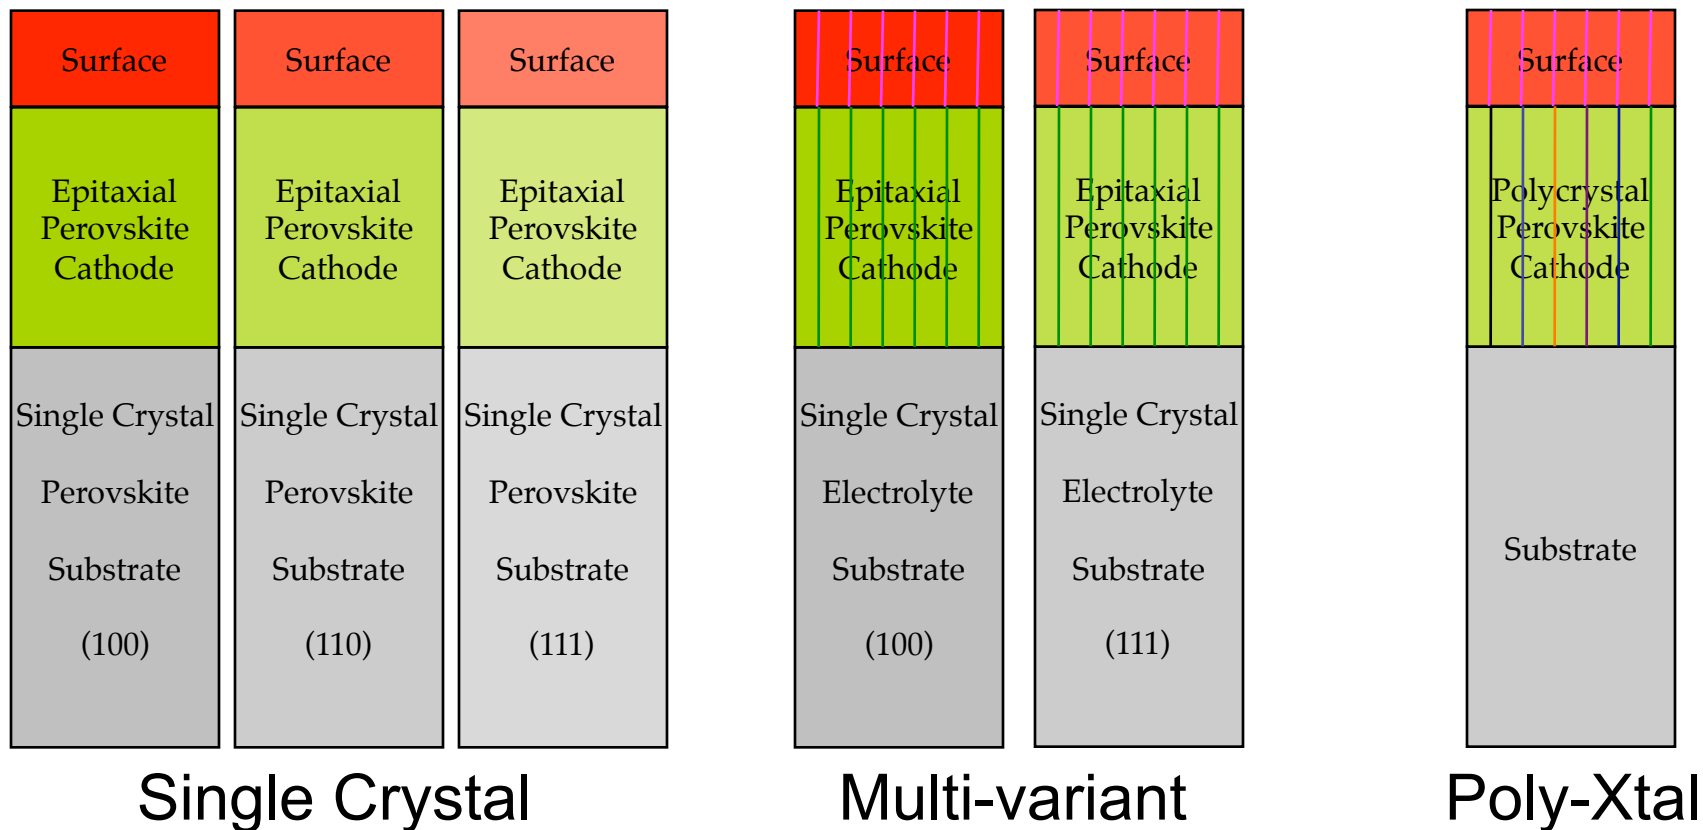 Surface
Epitaxial
Perovskite
Cathode
Single Crystal
Perovskite
Substrate
(100)
Surface
Epitaxial
Perovskite
Cathode
Single Crystal
Perovskite
Substrate
(110)
Surface
Epitaxial
Perovskite
Cathode
Single Crystal
Perovskite
Substrate
(111)
Single Crystal
Surface
Epitaxial
Perovskite
Cathode
Single Crystal
Electrolyte
Substrate
(100)
Surface
Epitaxial
Perovskite
Cathode
Single Crystal
Electrolyte
Substrate
(111)
Multi-variant
Surface
Polycrystal
Perovskite
Cathode
Substrate
Poly-Xtal